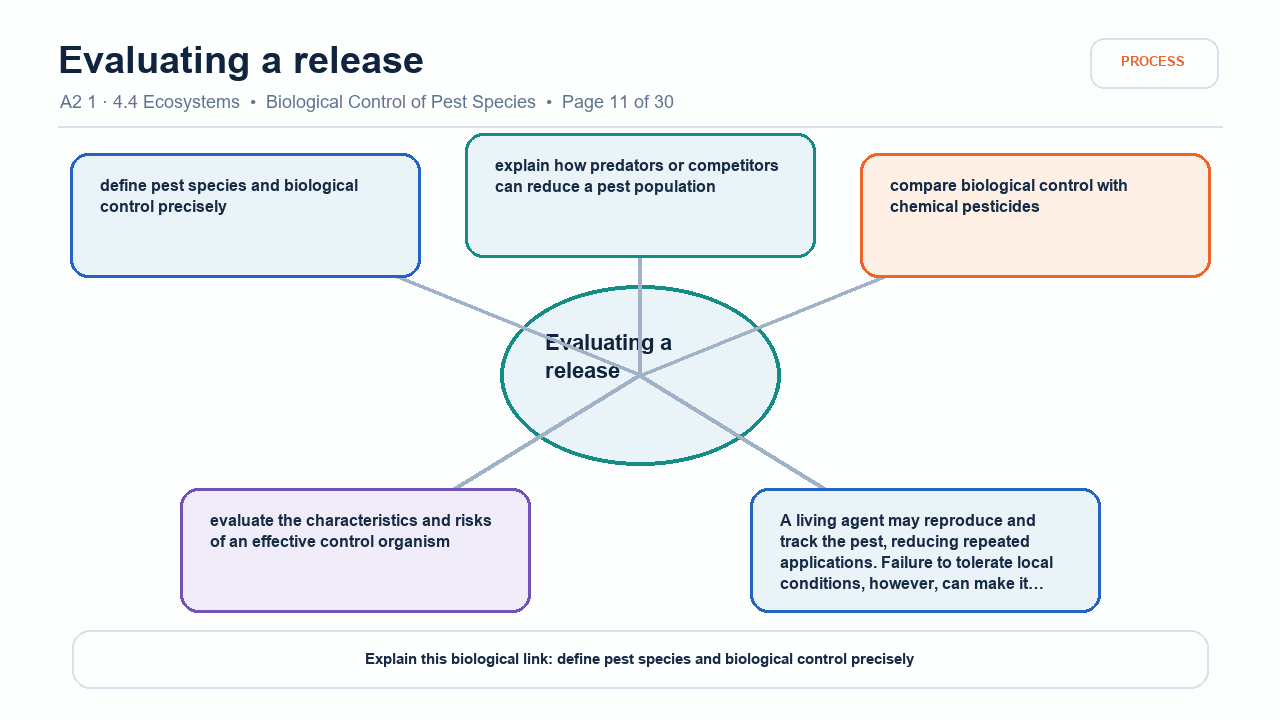 Evaluating a release
PROCESS
A2 1 · 4.4 Ecosystems • Biological Control of Pest Species • Page 11 of 30
define pest species and biological
control precisely
explain how predators or competitors
can reduce a pest population
compare biological control with
chemical pesticides
Evaluating a
release
evaluate the characteristics and risks
of an effective control organism
A living agent may reproduce and
track the pest, reducing repeated
applications. Failure to tolerate local
conditions, however, can make it…
Explain this biological link: define pest species and biological control precisely